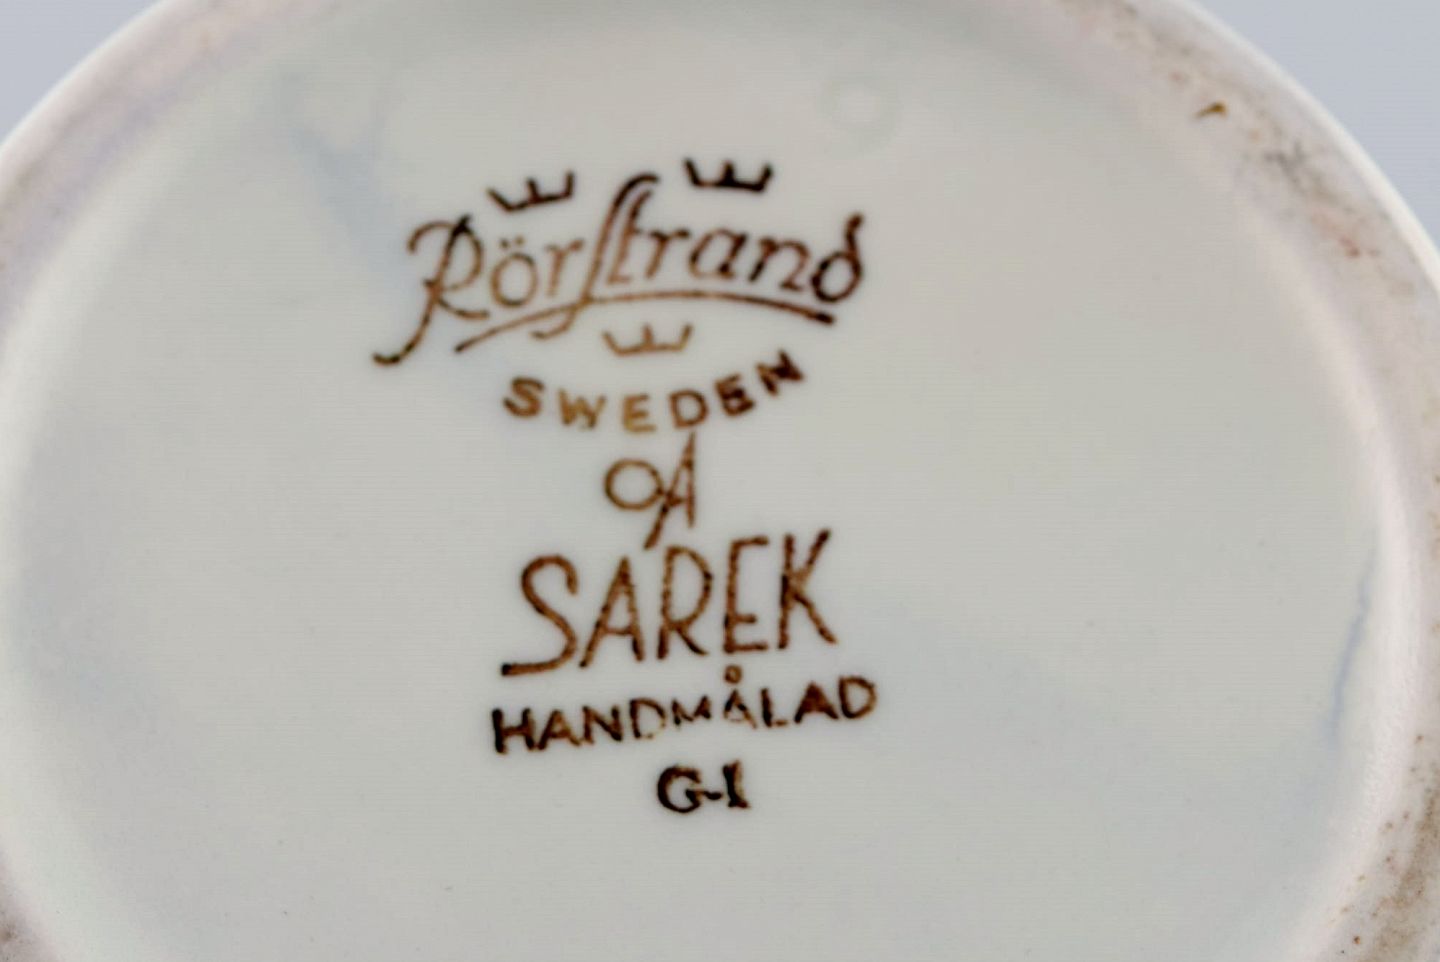 Rörstrand
SWEDEN
OA
SAREK
HANDMÅLAD
G-1